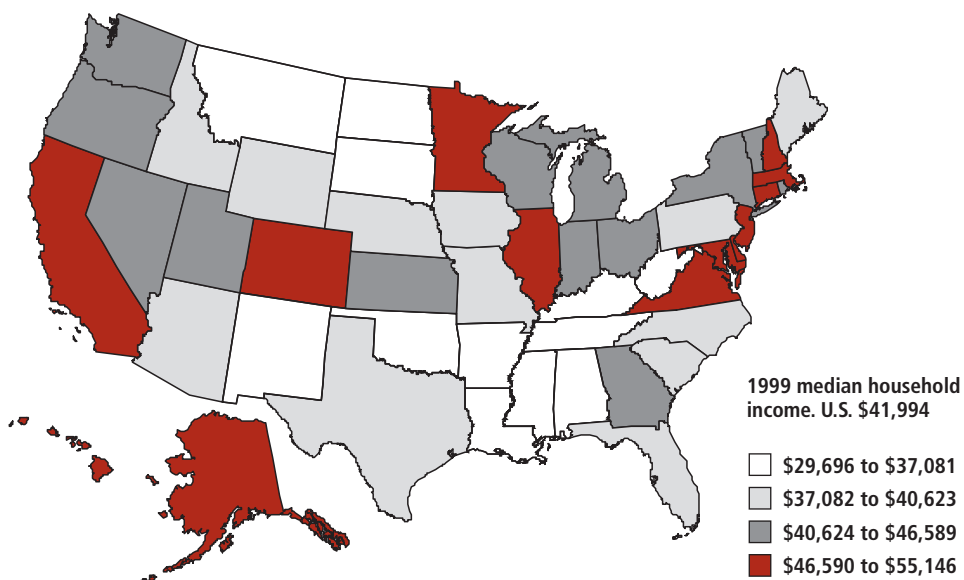 1999 median household
income. U.S. $41,994
$29,696 to $37,081
$37,082 to $40,623
$40,624 to $46,589
$46,590 to $55,146